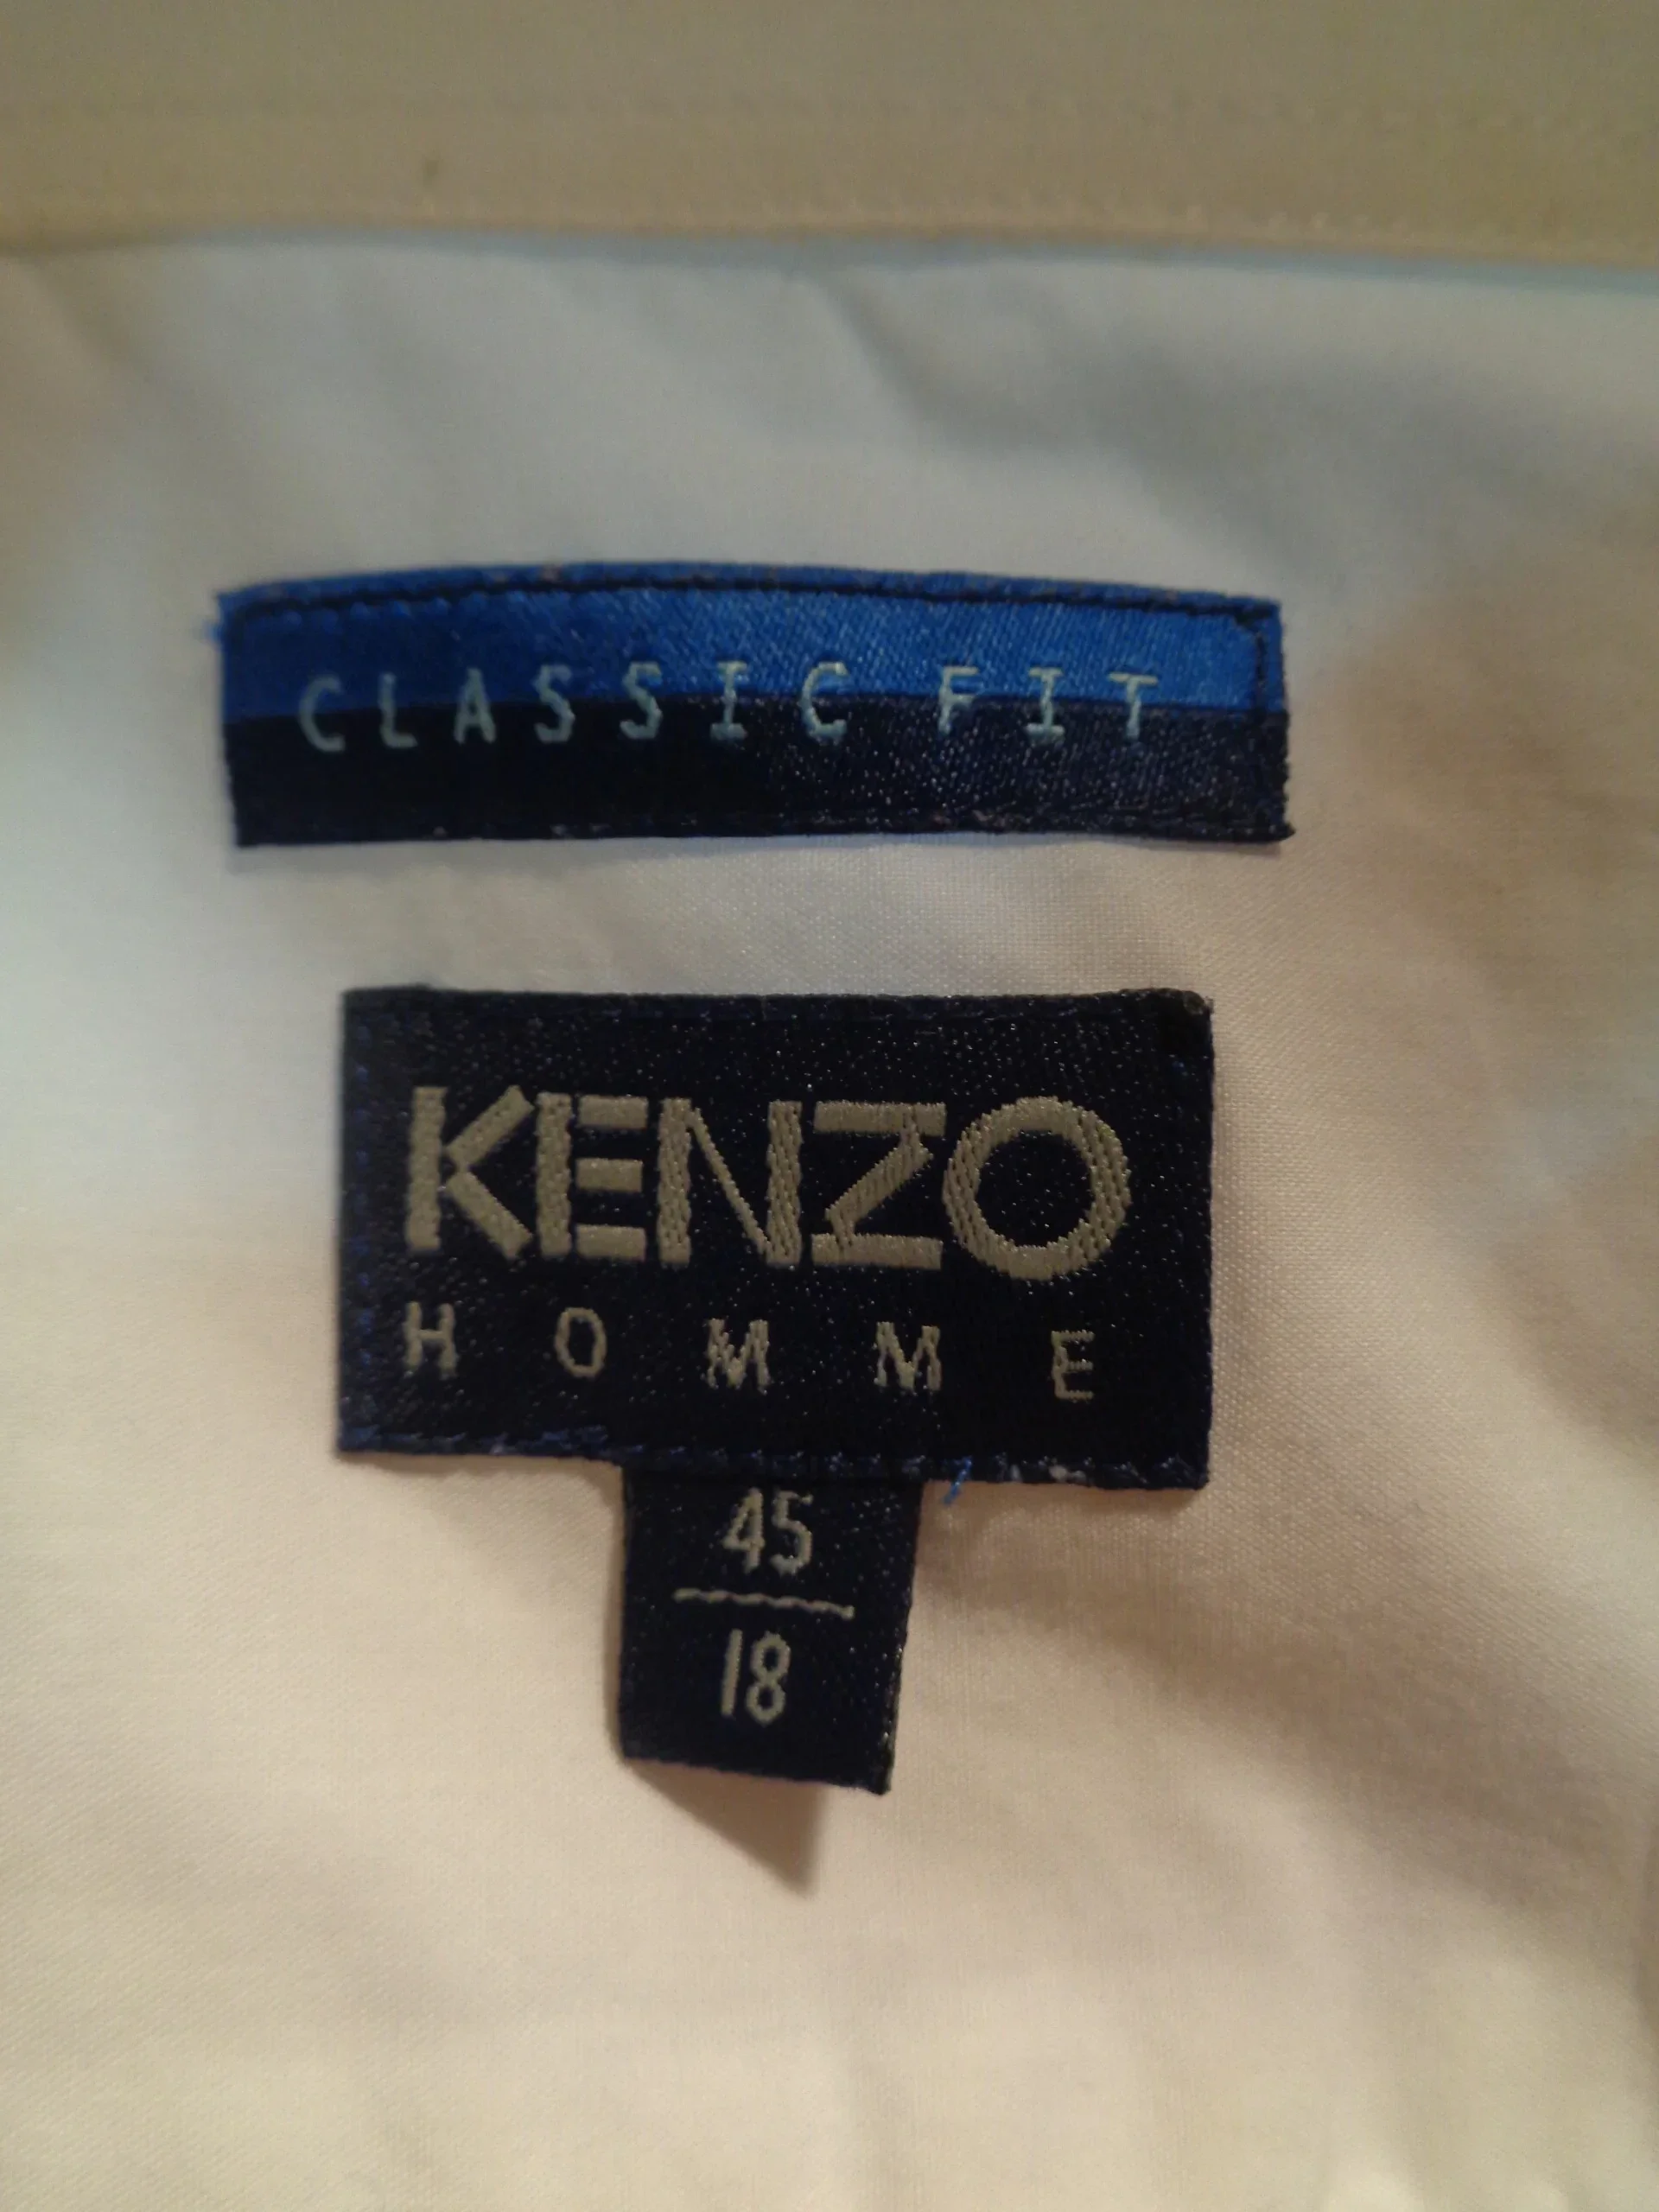 CLASSIC FIT
KENZO
HOMME
45
18